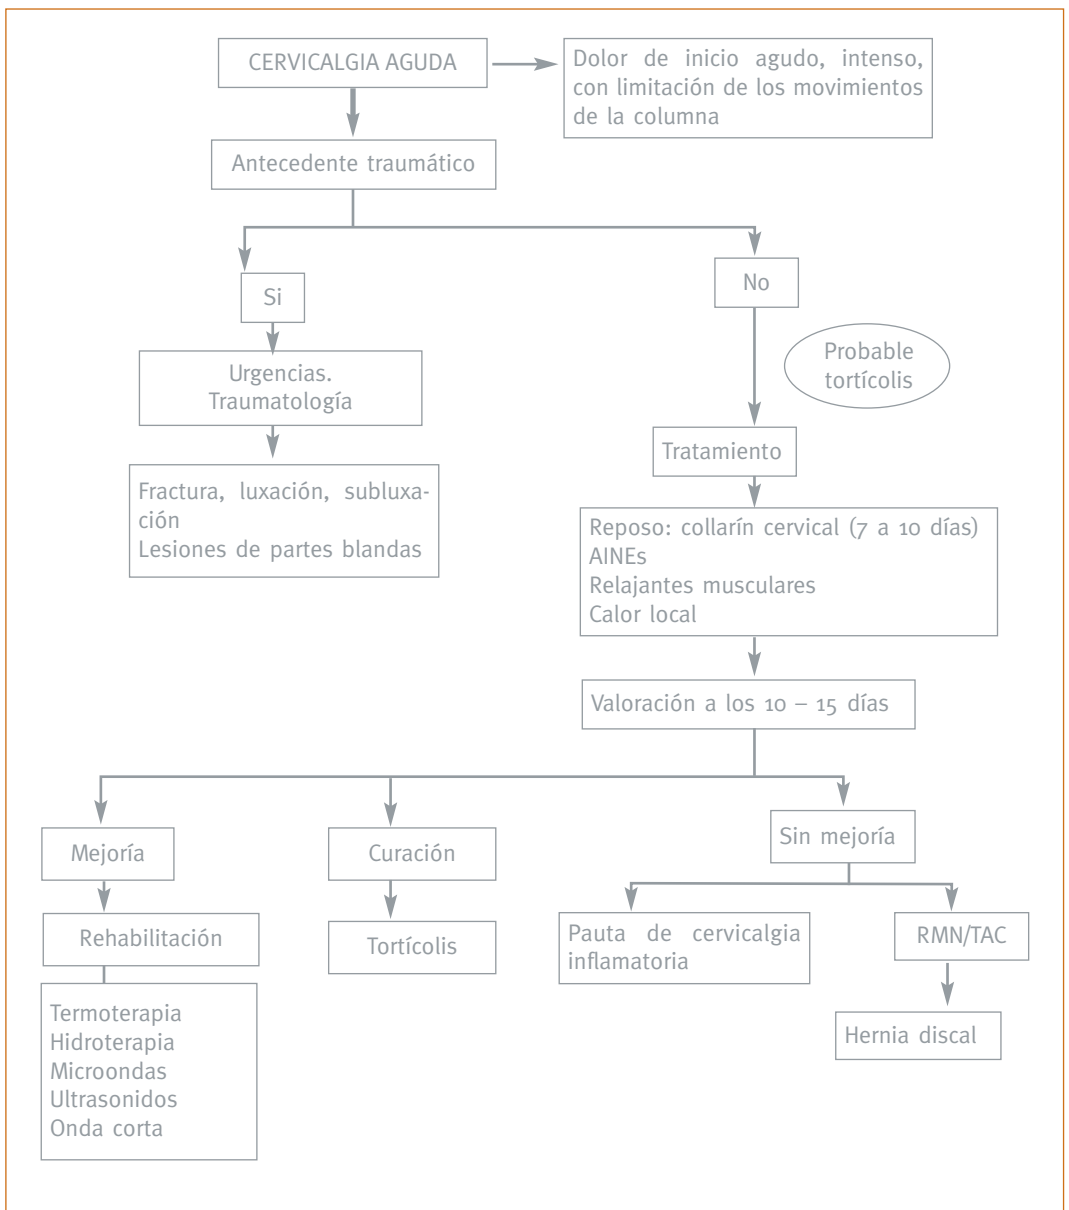 CERVICALGIA AGUDA
Dolor de inicio agudo, intenso,
con limitación de los movimientos
de la columna
Antecedente traumático
Si
No
Urgencias.
Traumatología
Probable
tortícolis
Tratamiento
Fractura, luxación, subluxa-
ción
Lesiones de partes blandas
Reposo: collarín cervical (7 a 10 días)
AINEs
Relajantes musculares
Calor local
Valoración a los 10 – 15 días
Mejoría
Curación
Sin mejoría
Rehabilitación
Tortícolis
Pauta de cervicalgia
inflamatoria
RMN/TAC
Termoterapia
Hidroterapia
Microondas
Ultrasonidos
Onda corta
Hernia discal